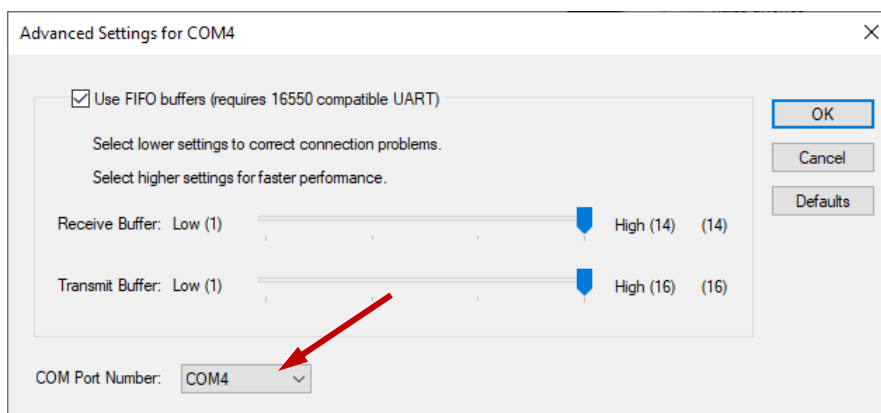 Advanced Settings for COM4
Use FIFO buffers (requires 16550 compatible UART)
OK
Select lower settings to correct connection problems.
Cancel
Select higher settings for faster performance.
Defaults
Receive Buffer: Low (1) High (14) (14)
Transmit Buffer: Low (1) High (16) (16)
COM Port Number: COM4